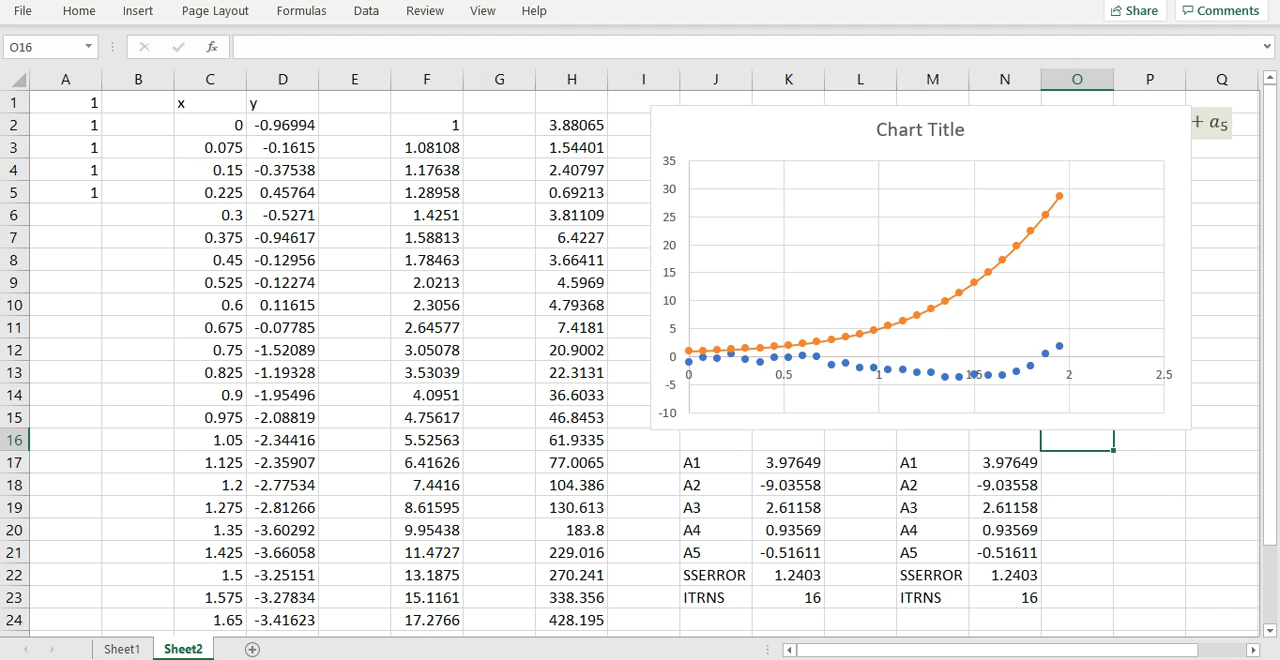 File Home Insert Page Layout Formulas Data Review View Help Share Comments
O16 fx
A B C D E F G H I J K L M N O P Q
1 1 x y
2 1 0 -0.96994 1 3.88065 + a5
3 1 0.075 -0.1615 1.08108 1.54401
4 1 0.15 -0.37538 1.17638 2.40797
5 1 0.225 0.45764 1.28958 0.69213
6 0.3 -0.5271 1.4251 3.81109
7 0.375 -0.94617 1.58813 6.4227
8 0.45 -0.12956 1.78463 3.66411
9 0.525 -0.12274 2.0213 4.5969
10 0.6 0.11615 2.3056 4.79368
11 0.675 -0.07785 2.64577 7.4181
12 0.75 -1.52089 3.05078 20.9002
13 0.825 -1.19328 3.53039 22.3131
14 0.9 -1.95496 4.0951 36.6033
15 0.975 -2.08819 4.75617 46.8453
16 1.05 -2.34416 5.52563 61.9335
17 1.125 -2.35907 6.41626 77.0065 A1 3.97649 A1 3.97649
18 1.2 -2.77534 7.4416 104.386 A2 -9.03558 A2 -9.03558
19 1.275 -2.81266 8.61595 130.613 A3 2.61158 A3 2.61158
20 1.35 -3.60292 9.95438 183.8 A4 0.93569 A4 0.93569
21 1.425 -3.66058 11.4727 229.016 A5 -0.51611 A5 -0.51611
22 1.5 -3.25151 13.1875 270.241 SSERROR 1.2403 SSERROR 1.2403
23 1.575 -3.27834 15.1161 338.356 ITRNS 16 ITRNS 16
24 1.65 -3.41623 17.2766 428.195
Chart Title
35
30
25
20
15
10
5
0
-5
-10
0 0.5 1 1.5 2 2.5
Sheet1 Sheet2